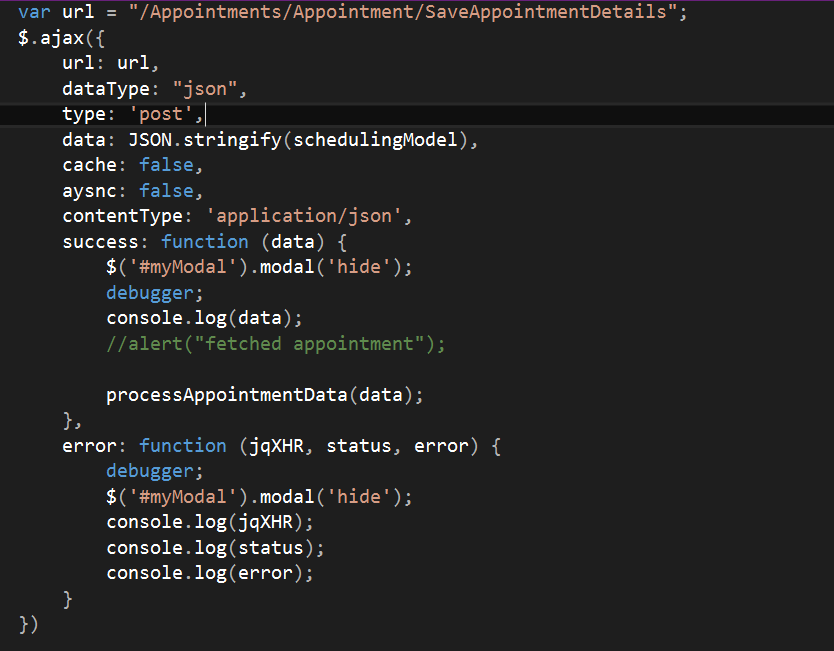 var url = "/Appointments/Appointment/SaveAppointmentDetails";
$.ajax({
    url: url,
    dataType: "json",
    type: 'post',
    data: JSON.stringify(schedulingModel),
    cache: false,
    aysnc: false,
    contentType: 'application/json',
    success: function (data) {
        $('#myModal').modal('hide');
        debugger;
        console.log(data);
        //alert("fetched appointment");

        processAppointmentData(data);
    },
    error: function (jqXHR, status, error) {
        debugger;
        $('#myModal').modal('hide');
        console.log(jqXHR);
        console.log(status);
        console.log(error);
    }
})